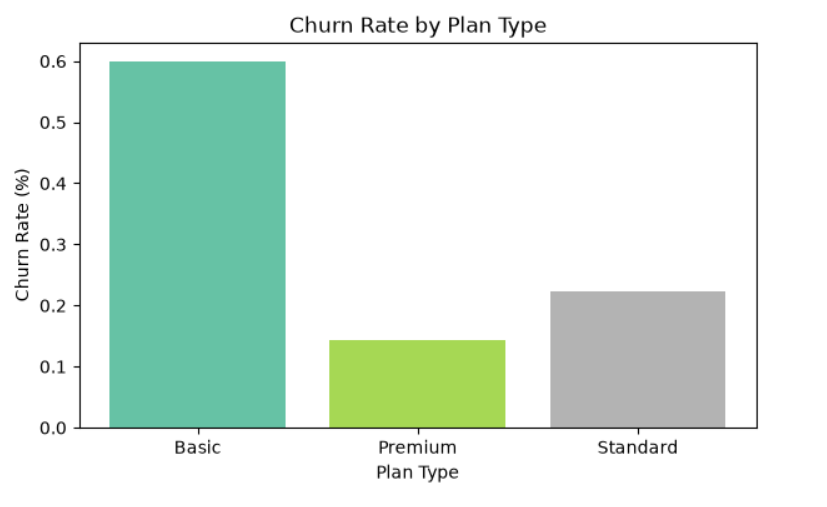 Churn Rate by Plan Type
Churn Rate (%)
0.6
0.5
0.4
0.3
0.2
0.1
0.0
Basic Premium Standard
Plan Type